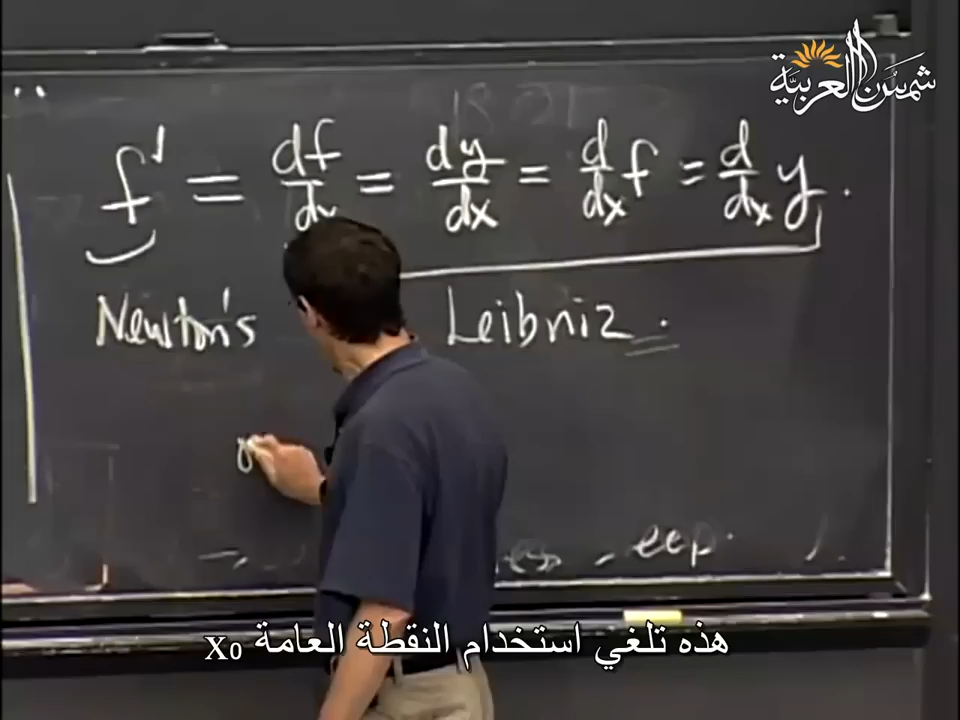 شمس العربية
f' = df/dx = dy/dx = d/dx f = d/dx y.
Newton's Leibniz.
هذه تلغي استخدام النقطة العامة x₀